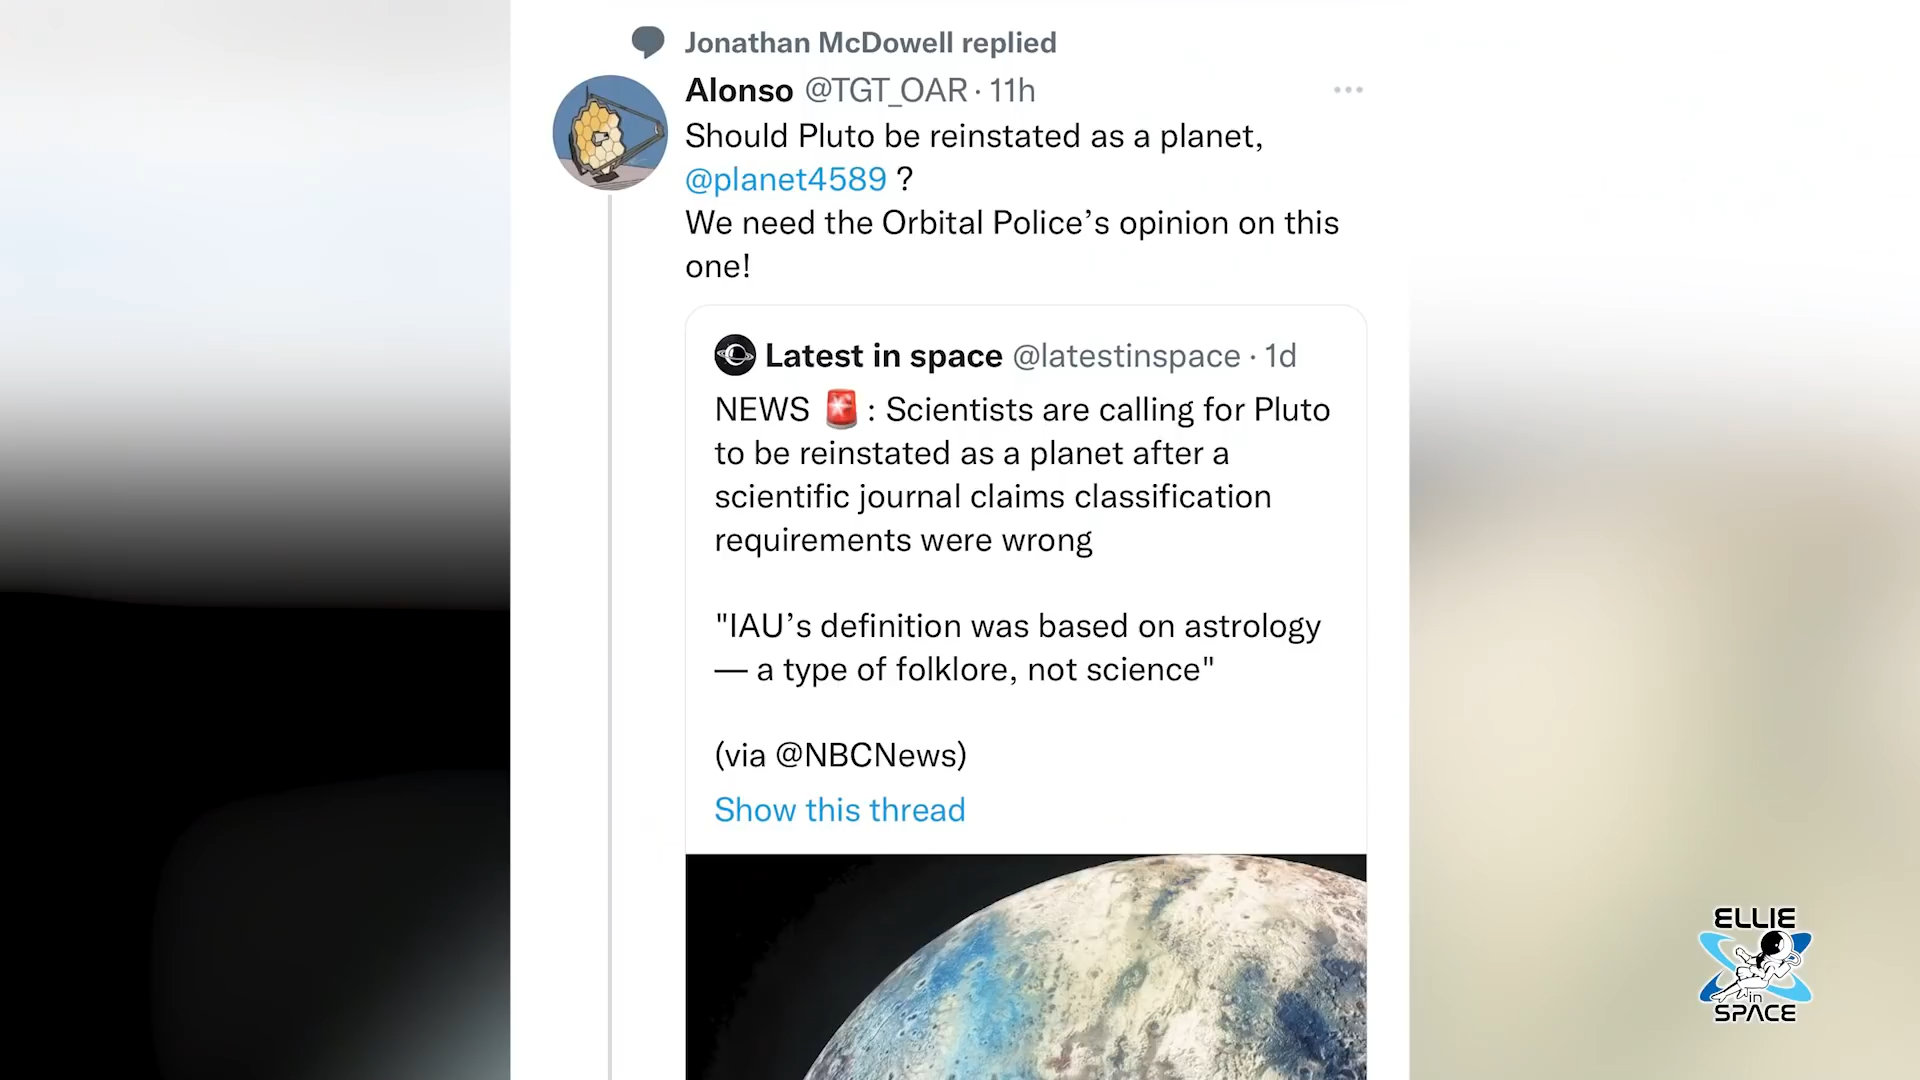 Jonathan McDowell replied
Alonso @TGT_OAR · 11h
Should Pluto be reinstated as a planet,
@planet4589 ?
We need the Orbital Police’s opinion on this
one!
Latest in space @latestinspace · 1d
NEWS 🚨 : Scientists are calling for Pluto
to be reinstated as a planet after a
scientific journal claims classification
requirements were wrong
"IAU’s definition was based on astrology
— a type of folklore, not science"
(via @NBCNews)
Show this thread
ELLIE
in
SPACE